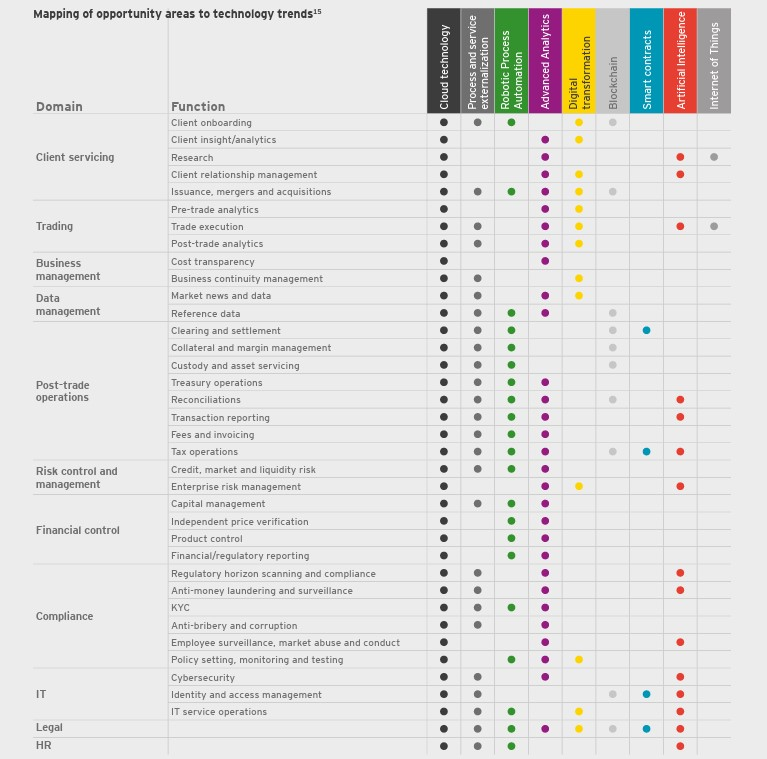 Mapping of opportunity areas to technology trends¹⁵
Domain
Function
Cloud technology
Process and service
externalization
Robotic Process
Automation
Advanced Analytics
Digital
transformation
Blockchain
Smart contracts
Artificial Intelligence
Internet of Things
Client servicing
Client onboarding
Client insight/analytics
Research
Client relationship management
Issuance, mergers and acquisitions
Trading
Pre-trade analytics
Trade execution
Post-trade analytics
Business
management
Cost transparency
Business continuity management
Data
management
Market news and data
Reference data
Post-trade
operations
Clearing and settlement
Collateral and margin management
Custody and asset servicing
Treasury operations
Reconciliations
Transaction reporting
Fees and invoicing
Tax operations
Risk control and
management
Credit, market and liquidity risk
Enterprise risk management
Financial control
Capital management
Independent price verification
Product control
Financial/regulatory reporting
Compliance
Regulatory horizon scanning and compliance
Anti-money laundering and surveillance
KYC
Anti-bribery and corruption
Employee surveillance, market abuse and conduct
Policy setting, monitoring and testing
IT
Cybersecurity
Identity and access management
IT service operations
Legal
HR